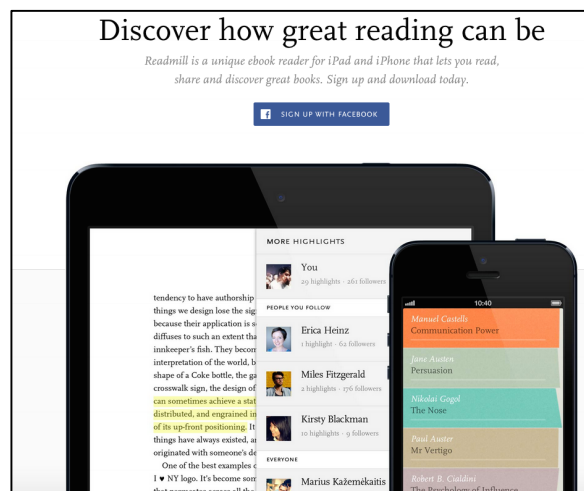 Discover how great reading can be
Readmill is a unique ebook reader for iPad and iPhone that lets you read,
share and discover great books. Sign up and download today.
f SIGN UP WITH FACEBOOK
MORE HIGHLIGHTS
You
29 highlights · 261 followers
PEOPLE YOU FOLLOW
Erica Heinz
1 highlight · 62 followers
Miles Fitzgerald
2 highlights · 176 followers
Kirsty Blackman
10 highlights · 9 followers
EVERYONE
Marius Kažemėkaitis
tendency to have authorship
things we design lose the sig
because their application is s
diffuses to such an extent tha
innkeeper's fish. They becom
interpretation of the world, b
shape of a Coke bottle, the ga
crosswalk sign, the design of
can sometimes achieve a stat
distributed, and engrained in
of its up-front positioning. It
things have always existed, a
originated with someone's de
One of the best examples o
I ♥ NY logo. It's become som
10:40
Manuel Castells
Communication Power
Jane Austen
Persuasion
Nikolai Gogol
The Nose
Paul Auster
Mr Vertigo
Robert B. Cialdini
The Psychology of Influence